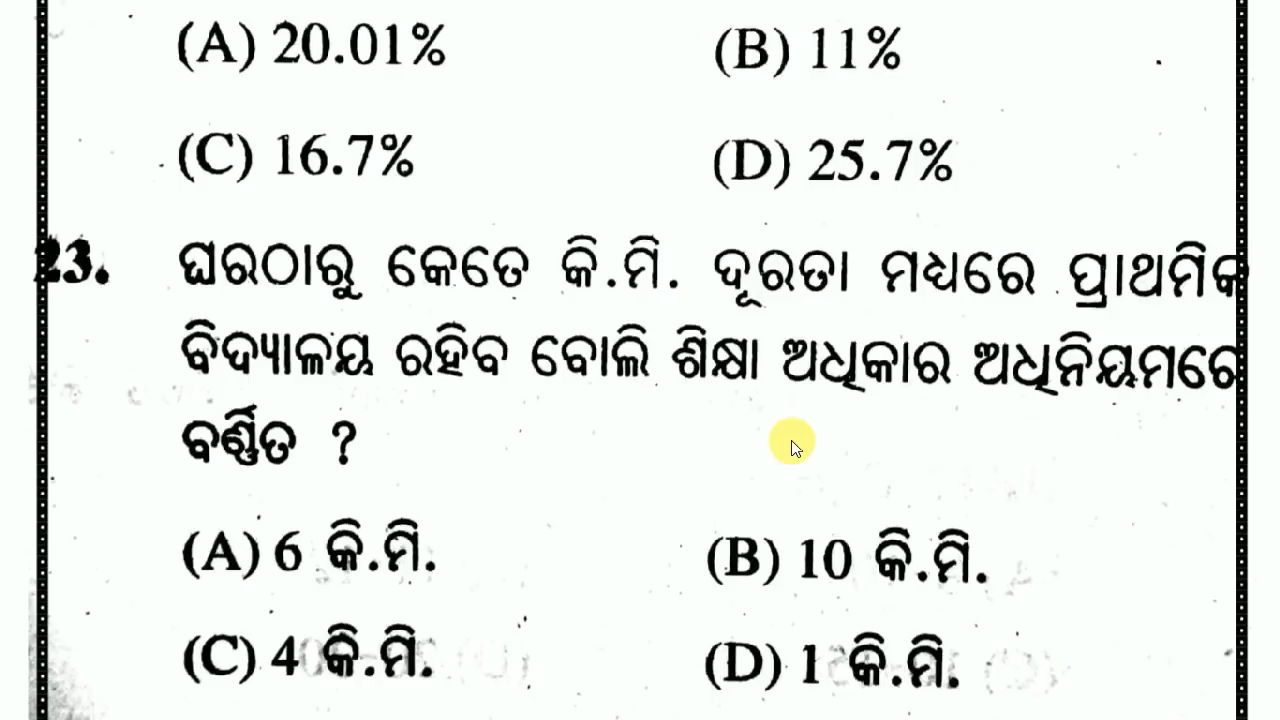 (A) 20.01% (B) 11%
(C) 16.7% (D) 25.7%
23. ଘରଠାରୁ କେତେ କି.ମି. ଦୂରତା ମଧ୍ୟରେ ପ୍ରାଥମିକ
ବିଦ୍ୟାଳୟ ରହିବ ବୋଲି ଶିକ୍ଷା ଅଧିକାର ଅଧିନିୟମରେ
ବର୍ଣ୍ଣିତ ?
(A) 6 କି.ମି. (B) 10 କି.ମି.
(C) 4 କି.ମି. (D) 1 କି.ମି.